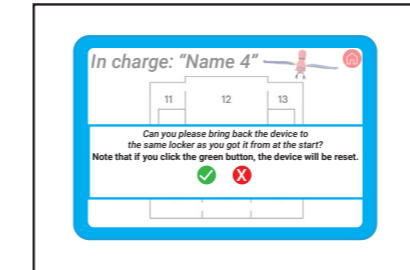 In charge: “Name 4”
11 12 13
Can you please bring back the device to
the same locker as you got it from at the start?
Note that if you click the green button, the device will be reset.
X